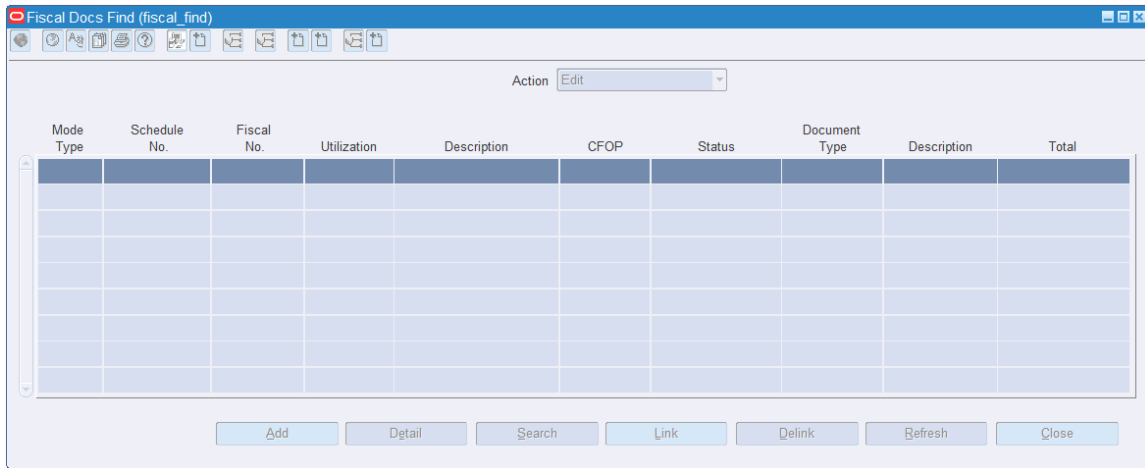 Fiscal Docs Find (fiscal_find)
Action Edit
Mode Schedule Fiscal Document
Type No. No. Utilization Description CFOP Status Type Description Total
Add Detail Search Link Delink Refresh Close